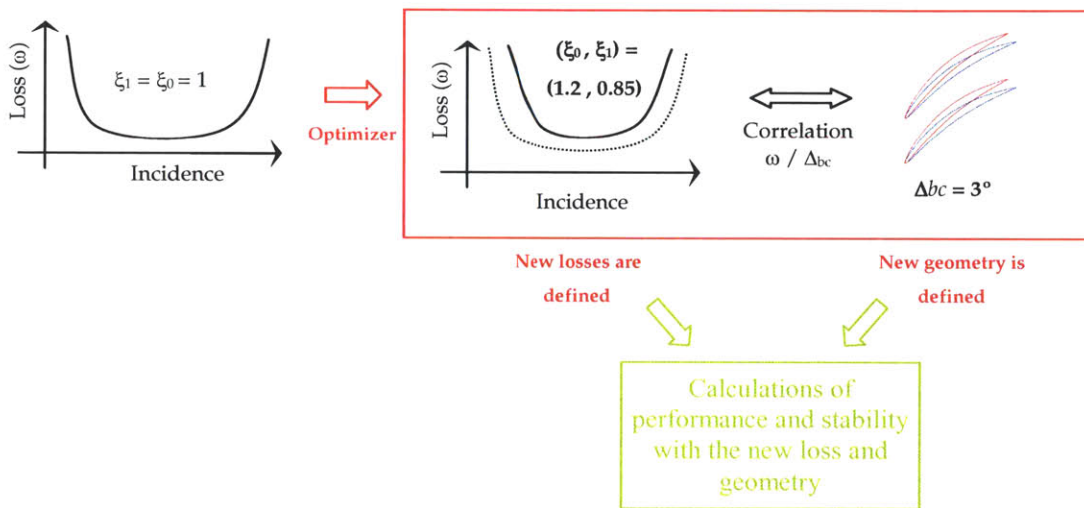 Loss (ω)
ξ₁ = ξ₀ = 1
Incidence
Optimizer
Loss (ω)
(ξ₀ , ξ₁) =
(1.2 , 0.85)
Incidence
Correlation
ω / Δbc
Δbc = 3°
New losses are
defined
New geometry is
defined
Calculations of
performance and stability
with the new loss and
geometry